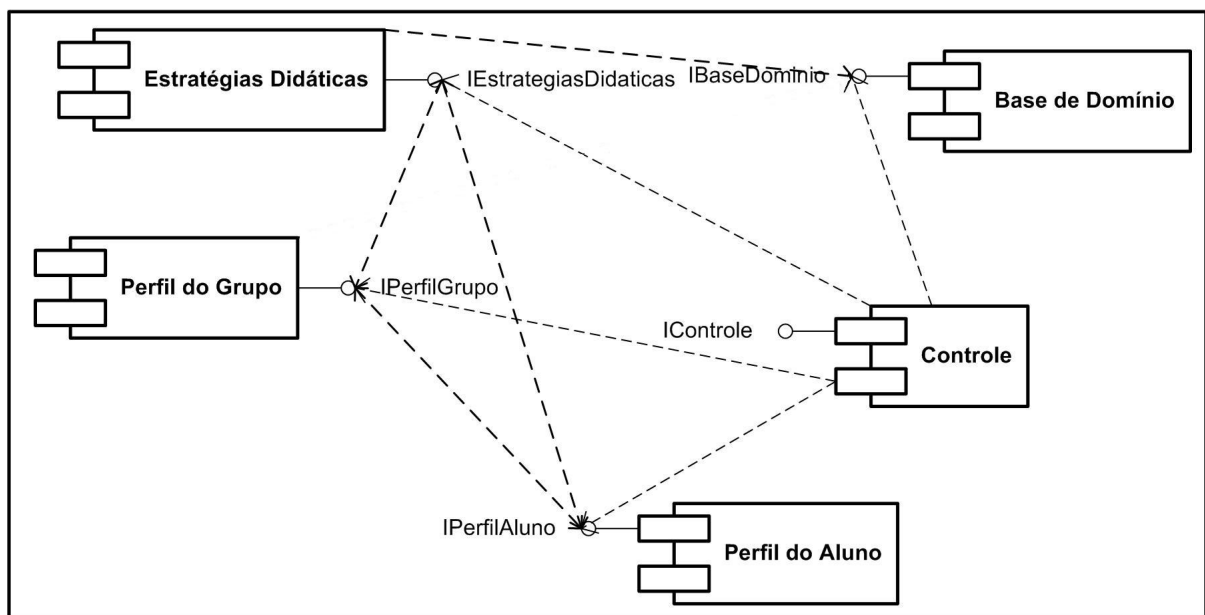 Estratégias Didáticas
IEstrategiasDidaticas
IBaseDominio
Base de Domínio
Perfil do Grupo
IPerfilGrupo
IControle
Controle
IPerfilAluno
Perfil do Aluno